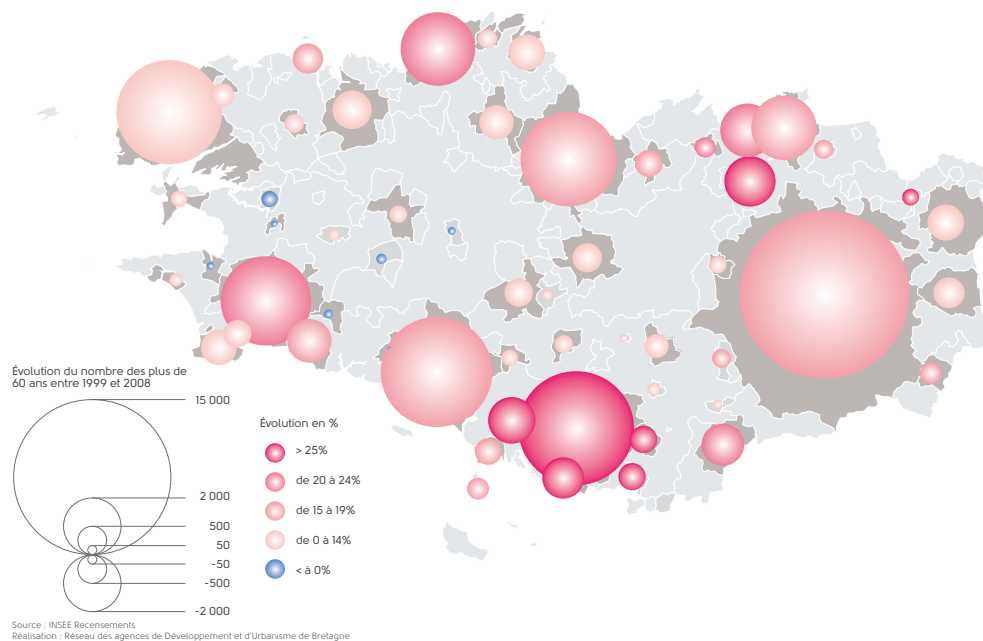 Évolution du nombre des plus de
60 ans entre 1999 et 2008
15 000
2 000
500
50
-50
-500
-2 000
Évolution en %
> 25%
de 20 à 24%
de 15 à 19%
de 0 à 14%
< à 0%
Source : INSEE Recensements
Réalisation : Réseau des agences de Développement et d'Urbanisme de Bretagne